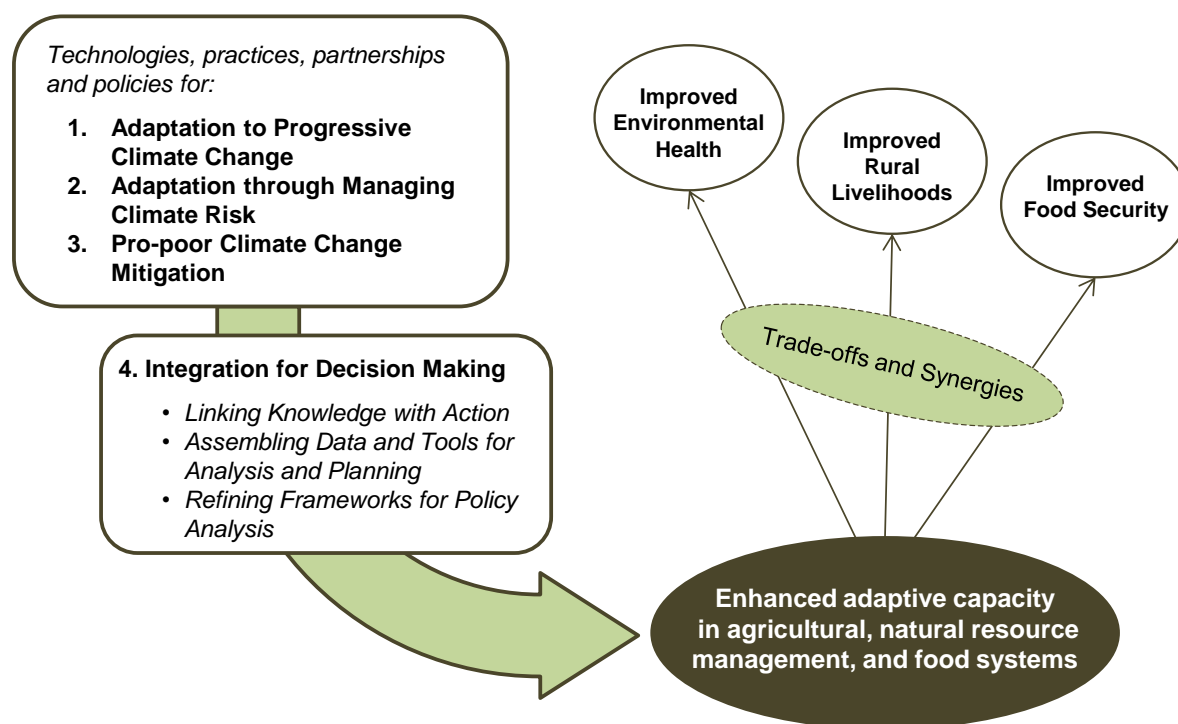 Technologies, practices, partnerships
and policies for:
1. Adaptation to Progressive
Climate Change
2. Adaptation through Managing
Climate Risk
3. Pro-poor Climate Change
Mitigation
4. Integration for Decision Making
• Linking Knowledge with Action
• Assembling Data and Tools for
Analysis and Planning
• Refining Frameworks for Policy
Analysis
Improved
Environmental
Health
Improved
Rural
Livelihoods
Improved
Food Security
Trade-offs and Synergies
Enhanced adaptive capacity
in agricultural, natural resource
management, and food systems